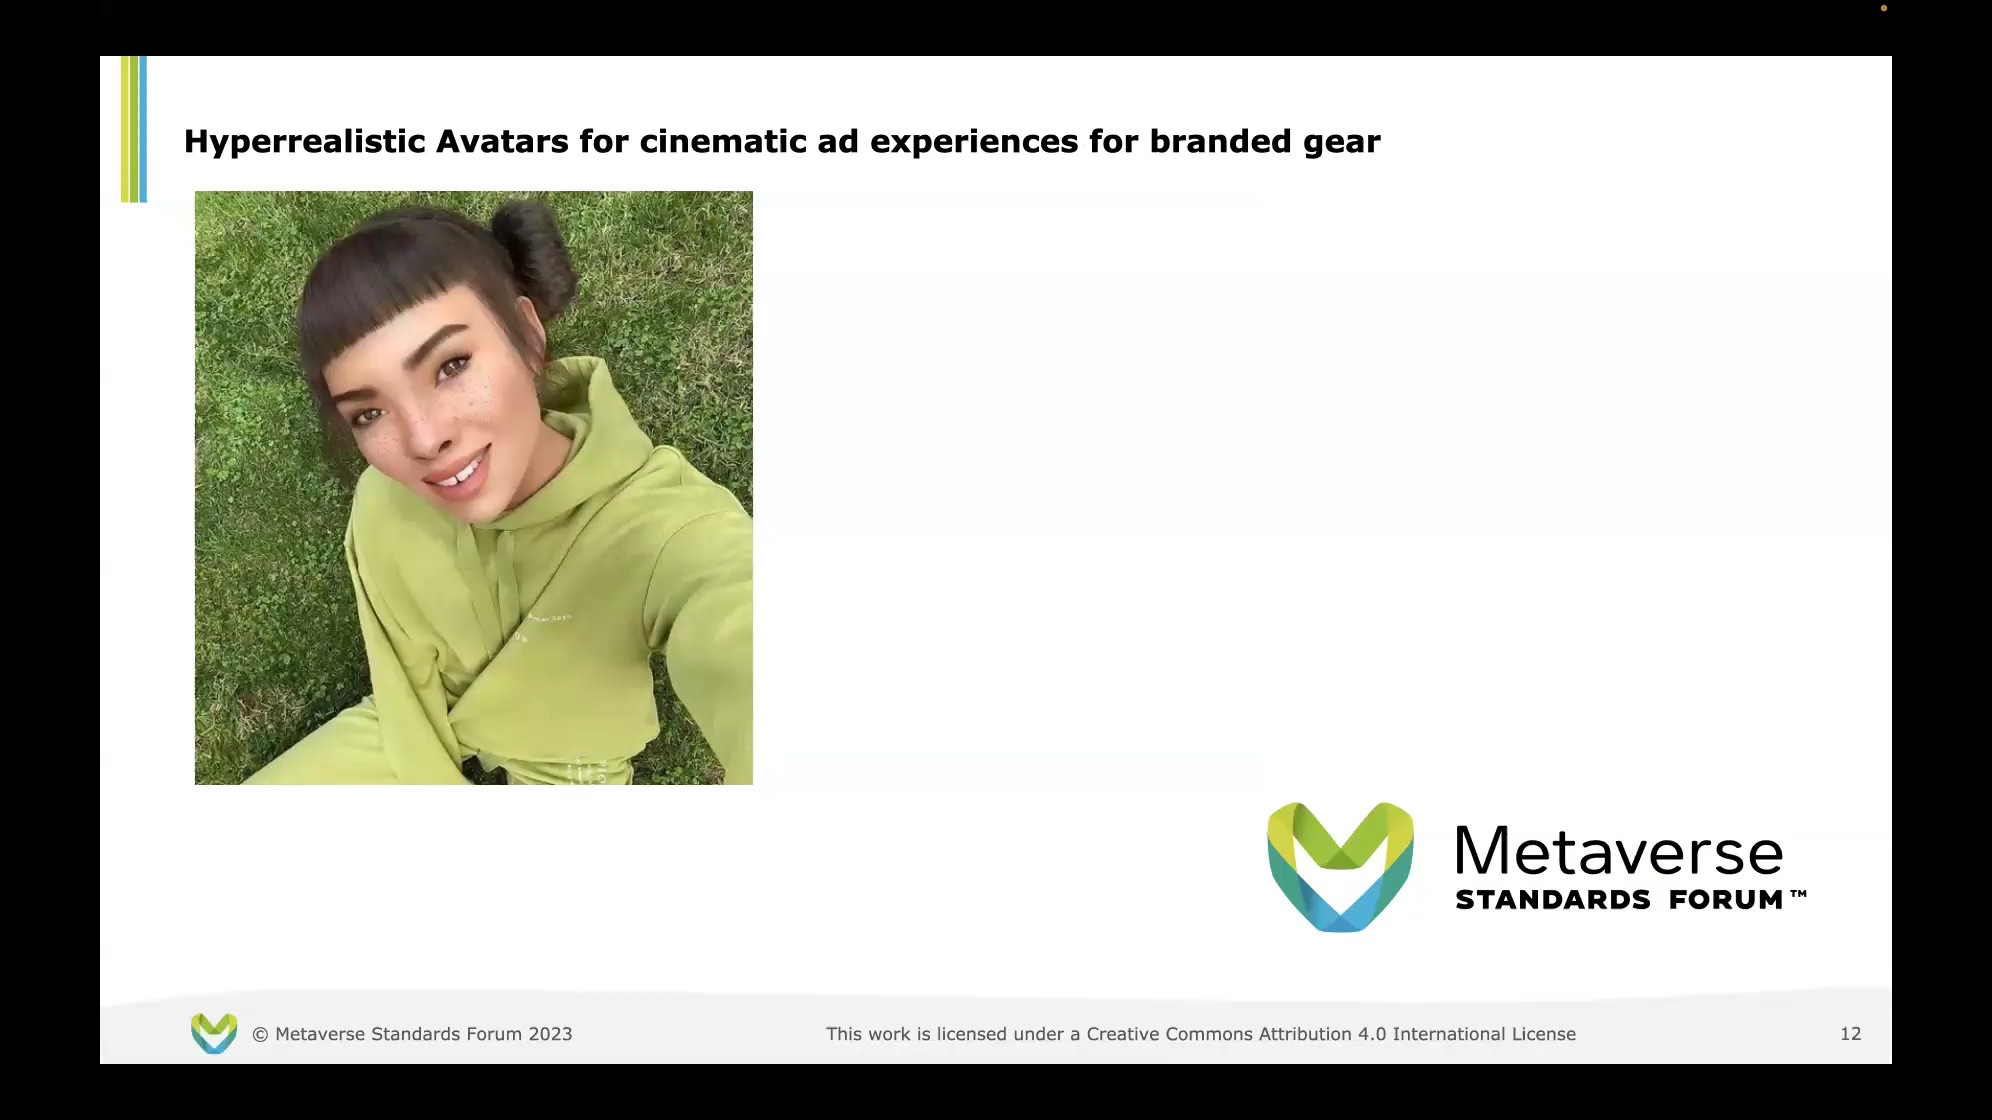 Hyperrealistic Avatars for cinematic ad experiences for branded gear
Metaverse
STANDARDS FORUM™
© Metaverse Standards Forum 2023
This work is licensed under a Creative Commons Attribution 4.0 International License
12